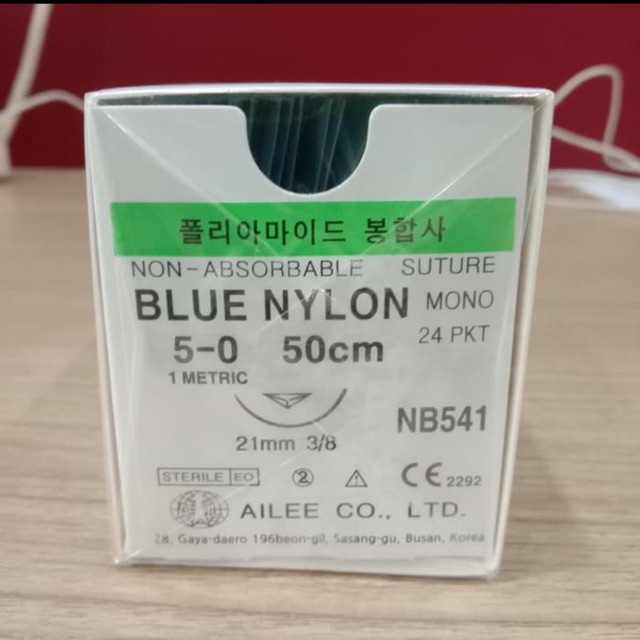 폴리아마이드 봉합사
NON-ABSORBABLE SUTURE
BLUE NYLON MONO
5-0 50cm 24 PKT
1 METRIC
NB541
21mm 3/8
STERILE EO 2 CE 2292
AILEE CO., LTD.
28, Gaya-daero 196beon-gil, Sasang-gu, Busan, Korea